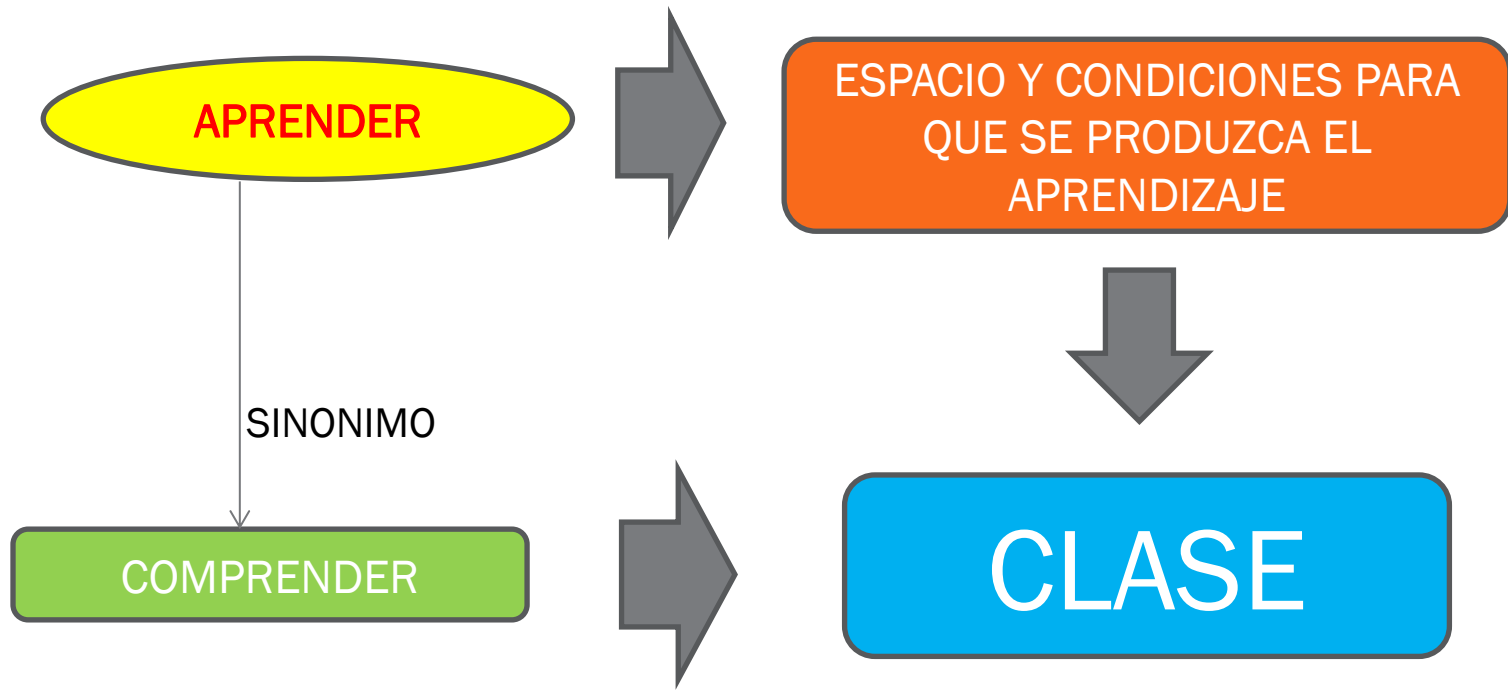 APRENDER
ESPACIO Y CONDICIONES PARA
QUE SE PRODUZCA EL
APRENDIZAJE
SINONIMO
COMPRENDER
CLASE